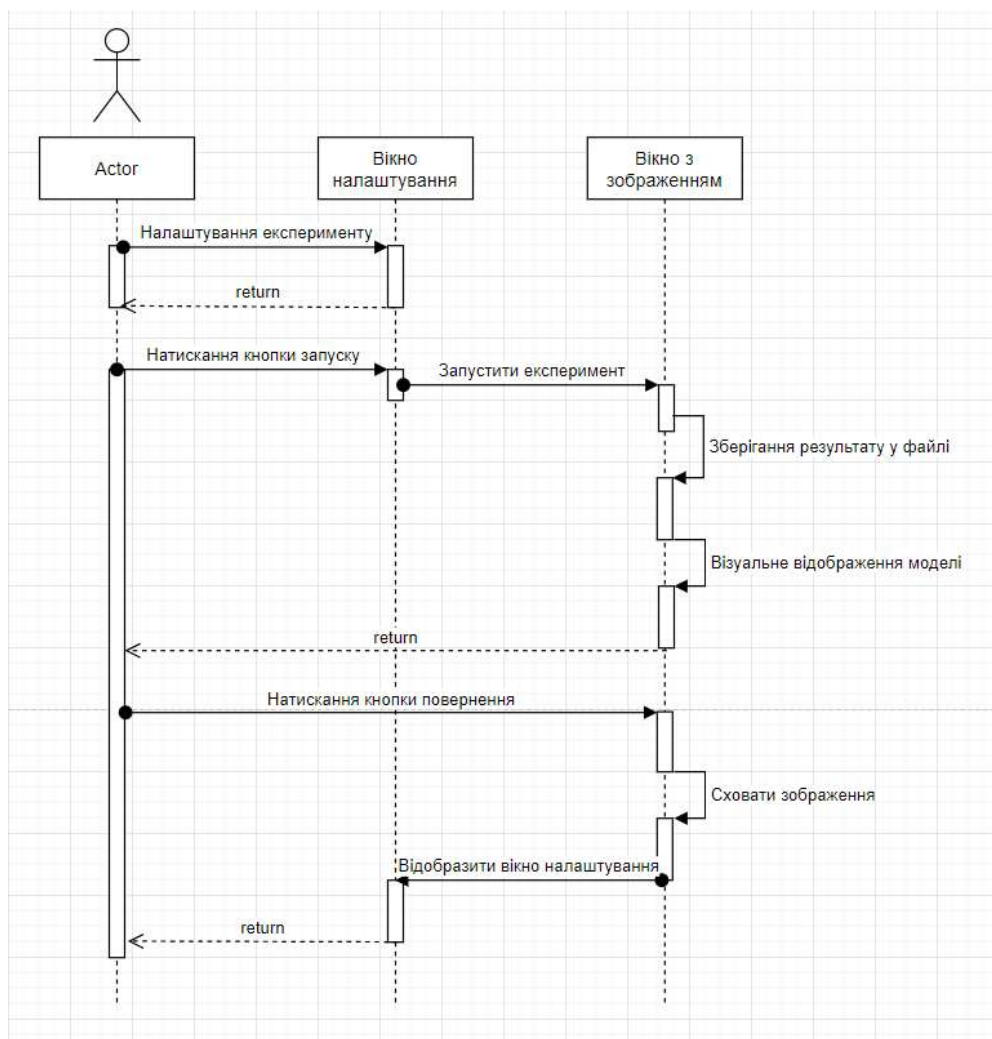 Actor
Вікно
налаштування
Вікно з
зображенням
Налаштування експерименту
return
Натискання кнопки запуску
Запустити експеримент
Зберігання результату у файлі
Візуальне відображення моделі
return
Натискання кнопки повернення
Сховати зображення
Відобразити вікно налаштування
return